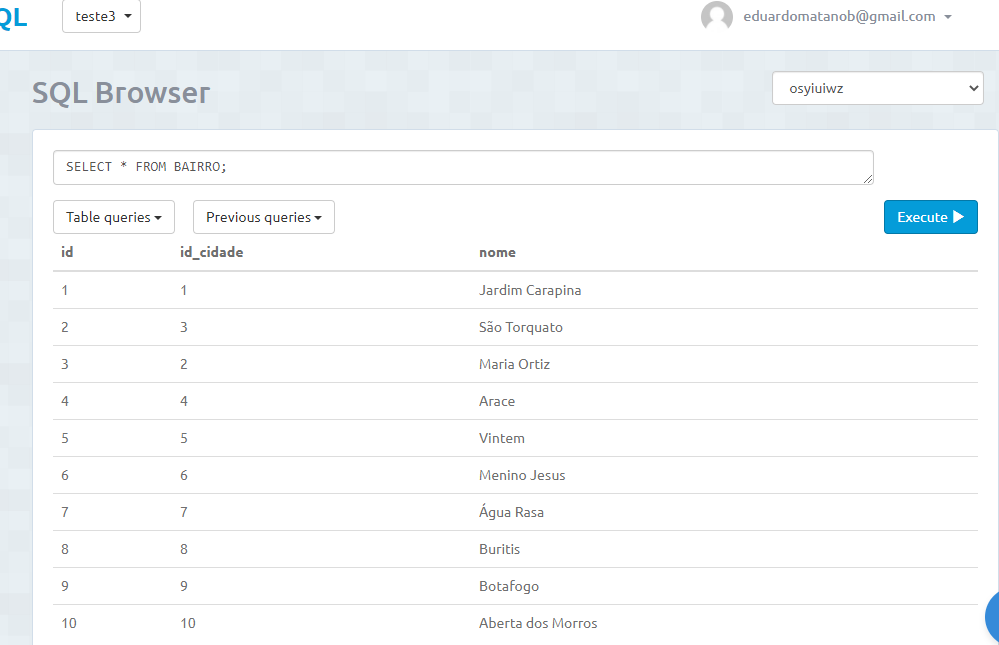 QL
teste3
eduardomatanob@gmail.com
SQL Browser
osyiuiwz
SELECT * FROM BAIRRO;
Table queries
Previous queries
Execute
id id_cidade nome
1 1 Jardim Carapina
2 3 São Torquato
3 2 Maria Ortiz
4 4 Arace
5 5 Vintem
6 6 Menino Jesus
7 7 Água Rasa
8 8 Buritis
9 9 Botafogo
10 10 Aberta dos Morros